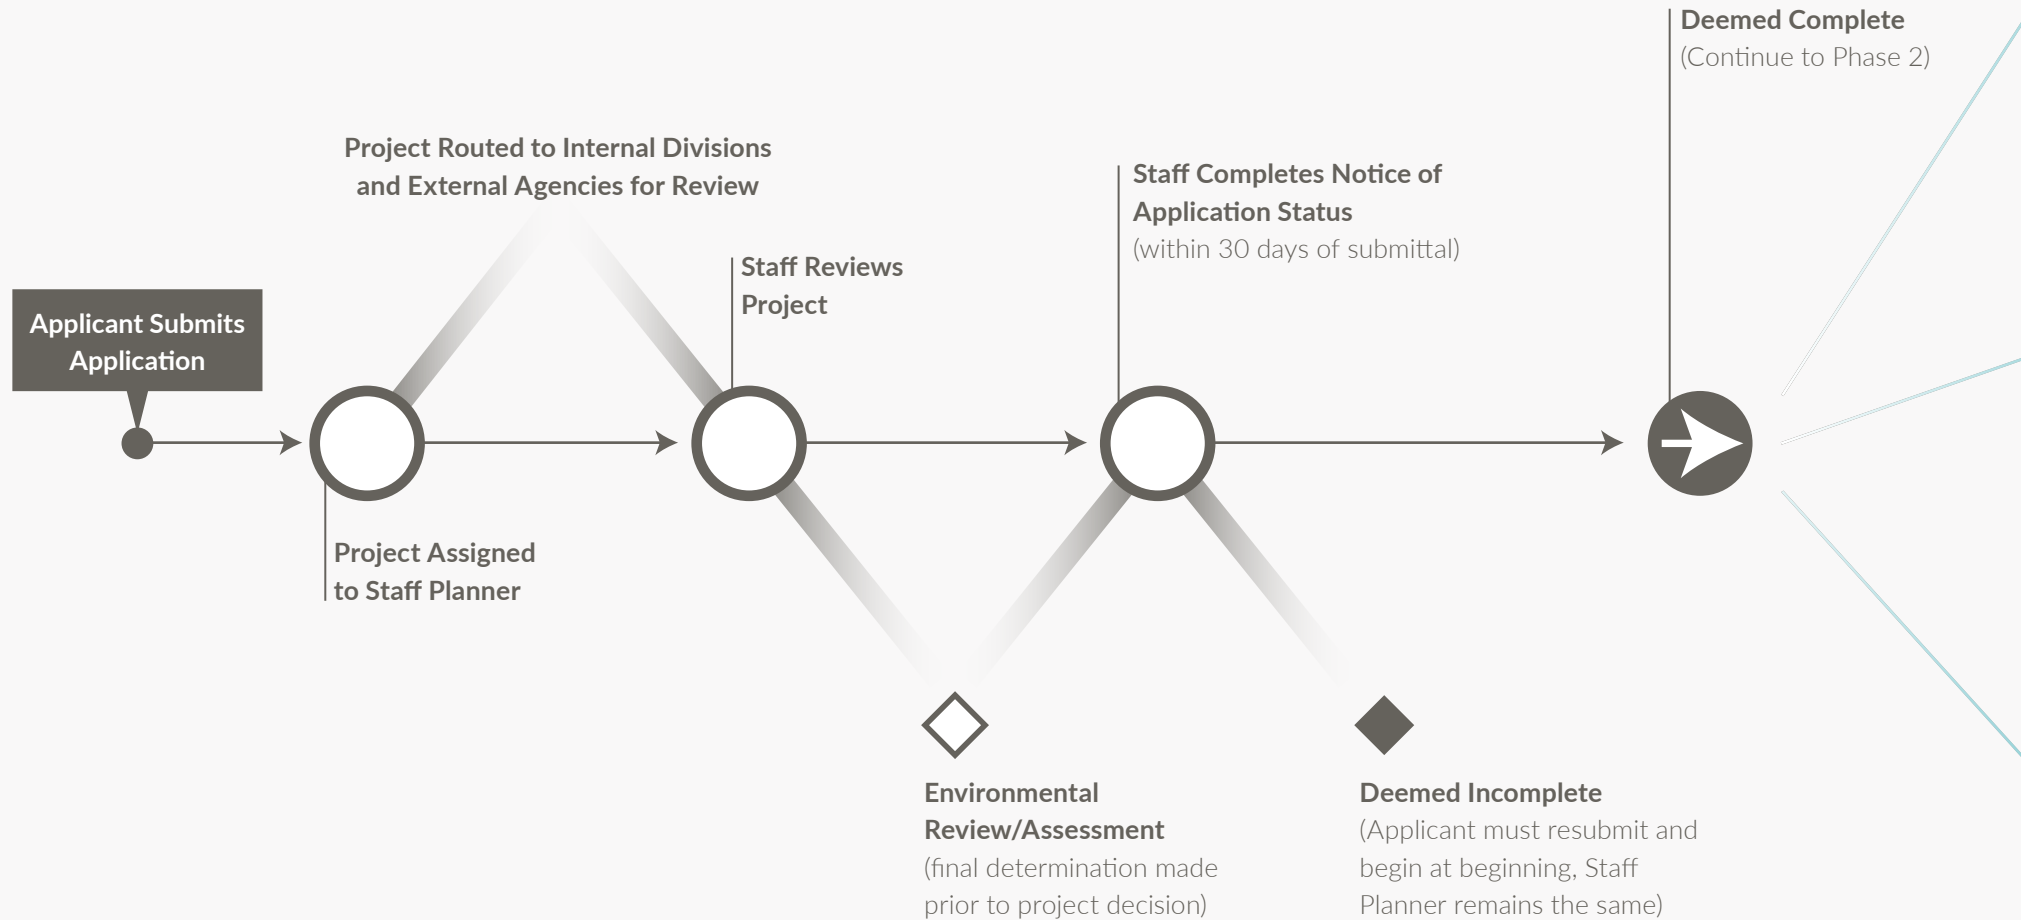 Deemed Complete
(Continue to Phase 2)
Project Routed to Internal Divisions
and External Agencies for Review
Staff Completes Notice of
Application Status
(within 30 days of submittal)
Staff Reviews
Project
Applicant Submits
Application
Project Assigned
to Staff Planner
Environmental
Review/Assessment
(final determination made
prior to project decision)
Deemed Incomplete
(Applicant must resubmit and
begin at beginning, Staff
Planner remains the same)